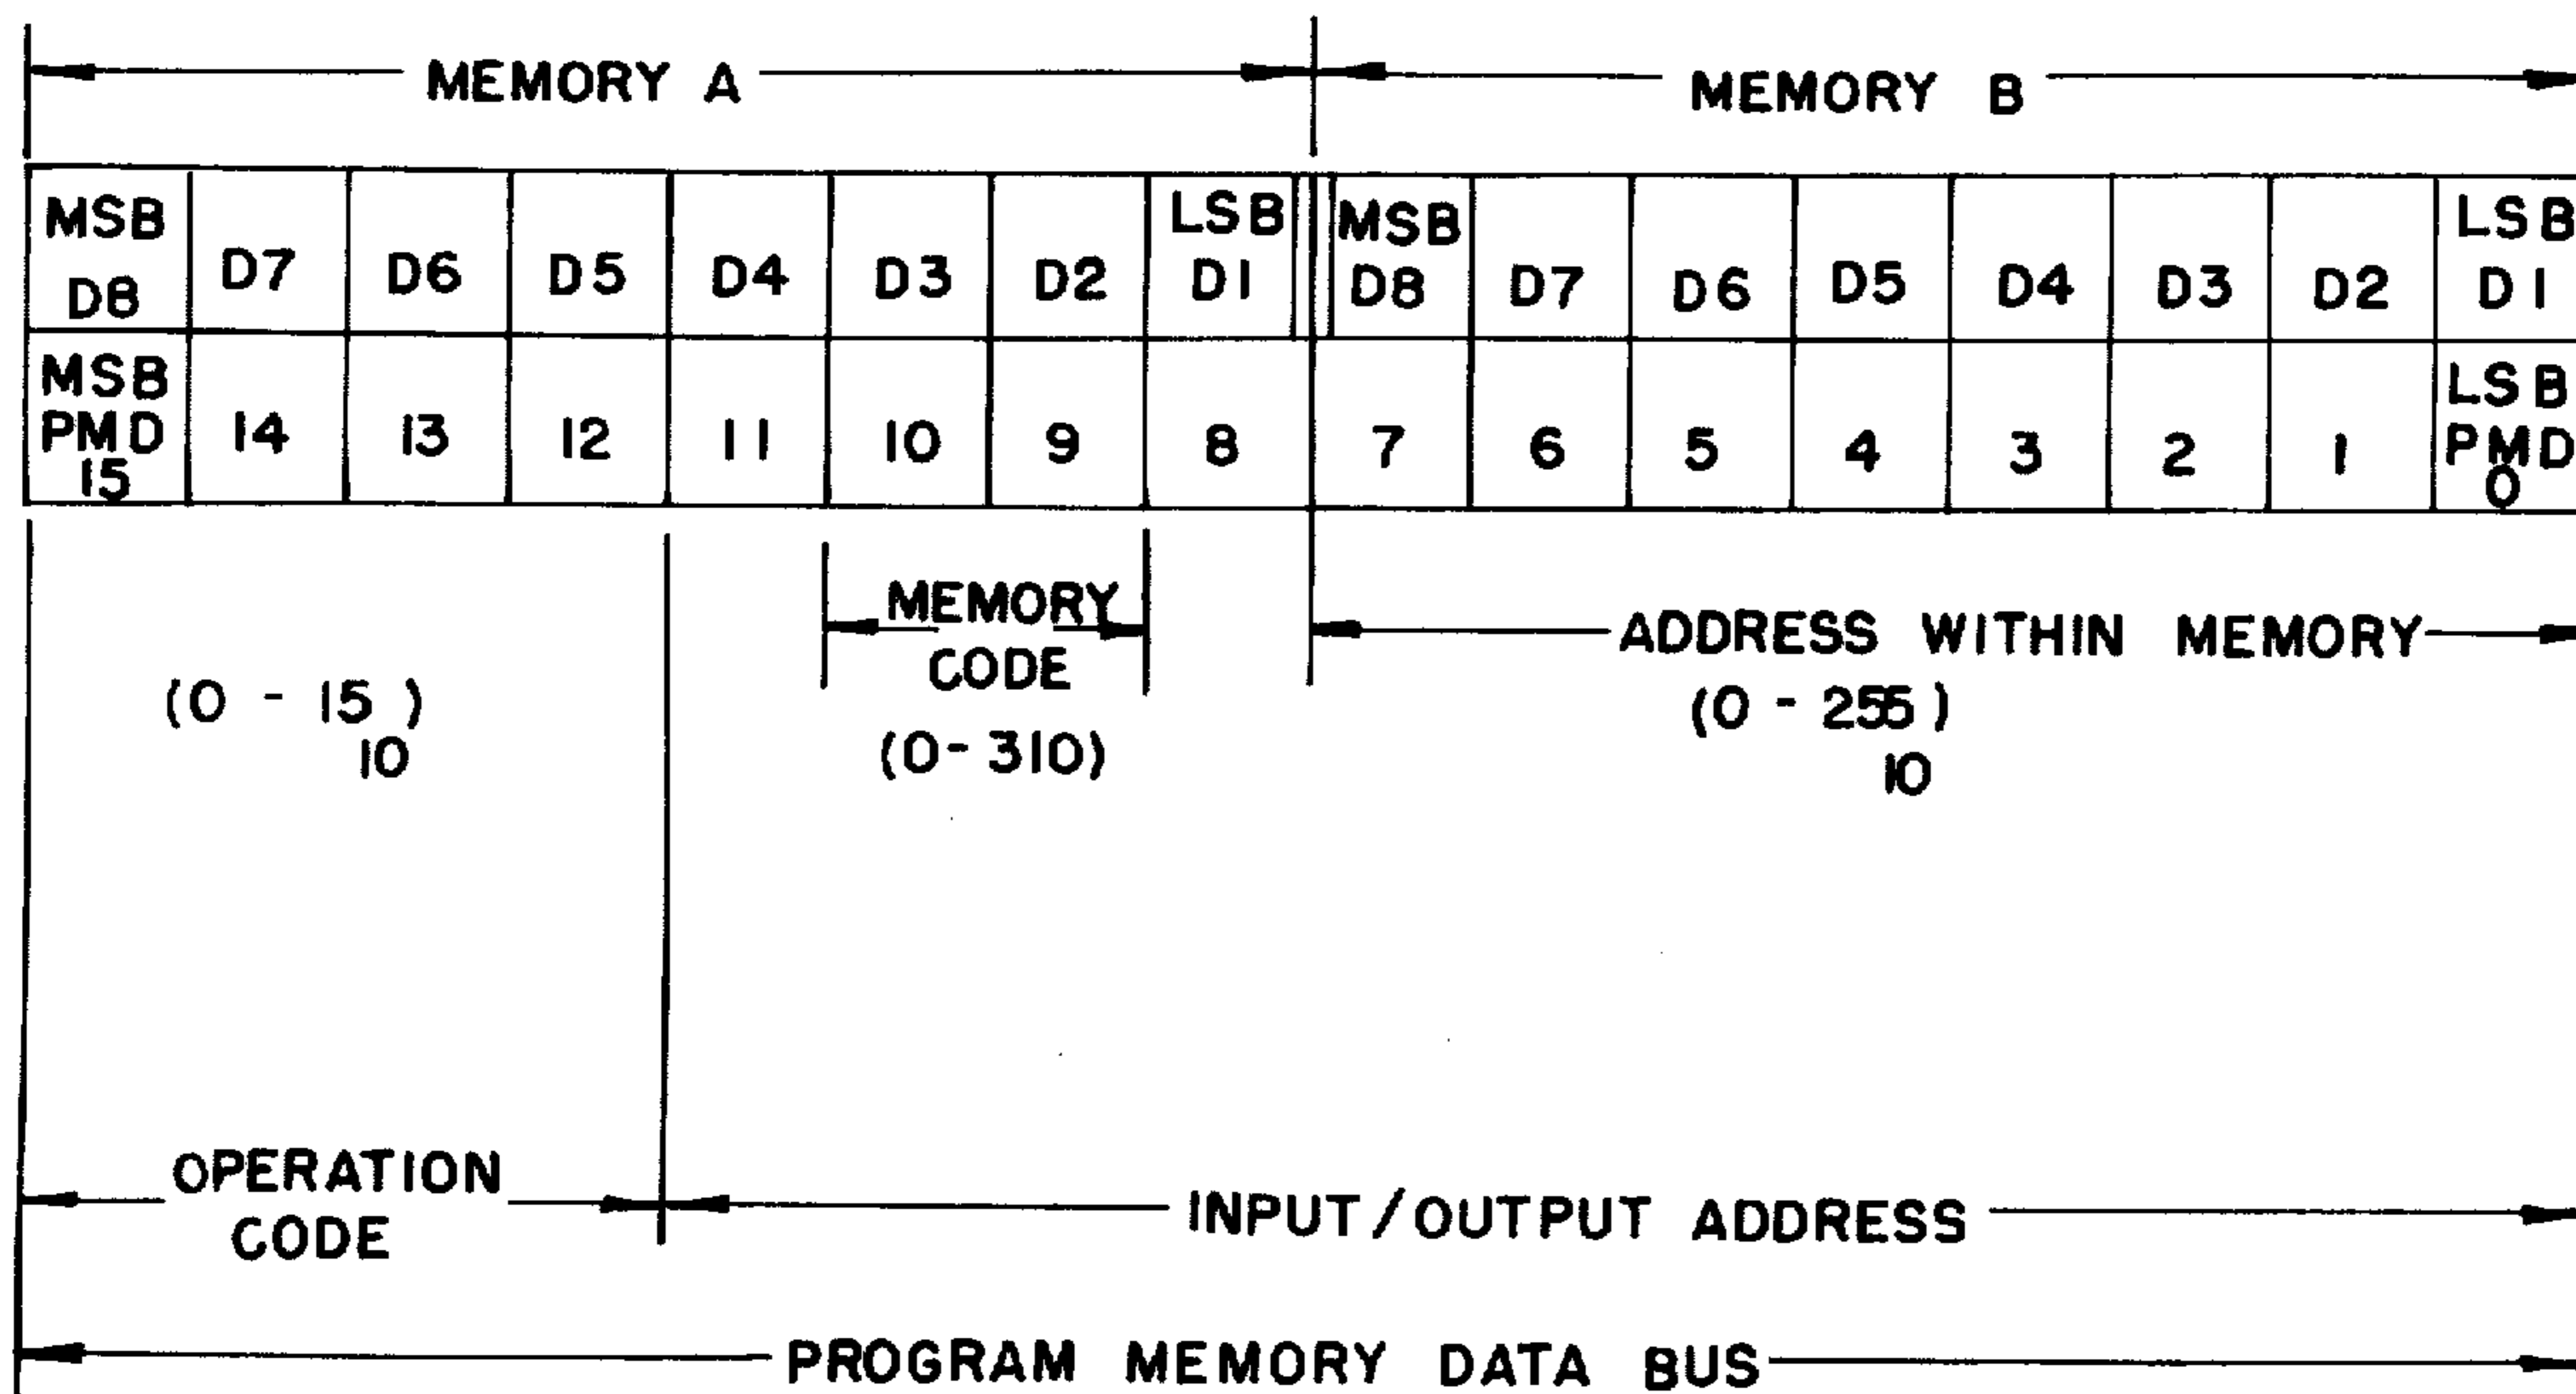 MEMORY A MEMORY B
MSB LSB MSB LSB
D8 D7 D6 D5 D4 D3 D2 D1 D8 D7 D6 D5 D4 D3 D2 D1
MSB LSB
PMD 14 13 12 11 10 9 8 7 6 5 4 3 2 1 PMD
15 0
MEMORY
CODE
ADDRESS WITHIN MEMORY
(0 - 15)
10
(0-310)
(0 - 255)
10
OPERATION
CODE
INPUT/OUTPUT ADDRESS
PROGRAM MEMORY DATA BUS